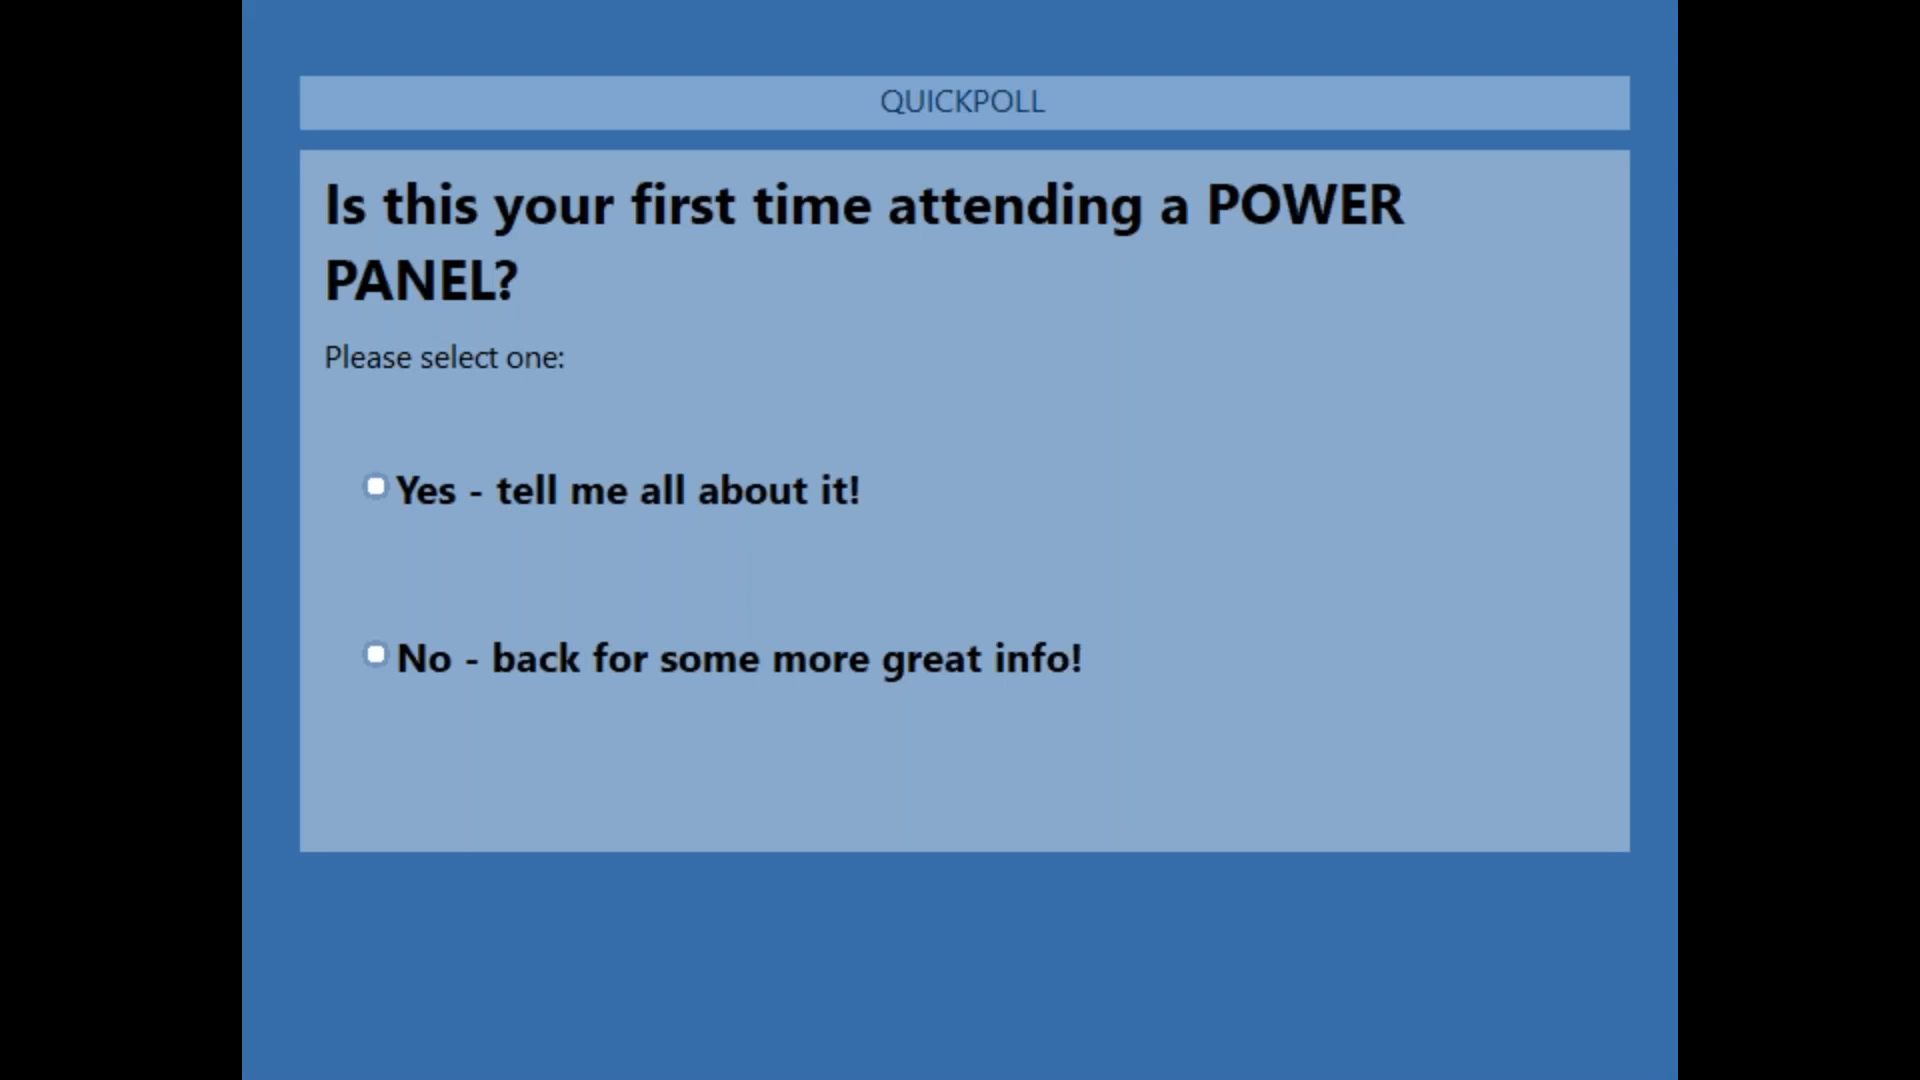 QUICKPOLL
Is this your first time attending a POWER
PANEL?
Please select one:
Yes - tell me all about it!
No - back for some more great info!